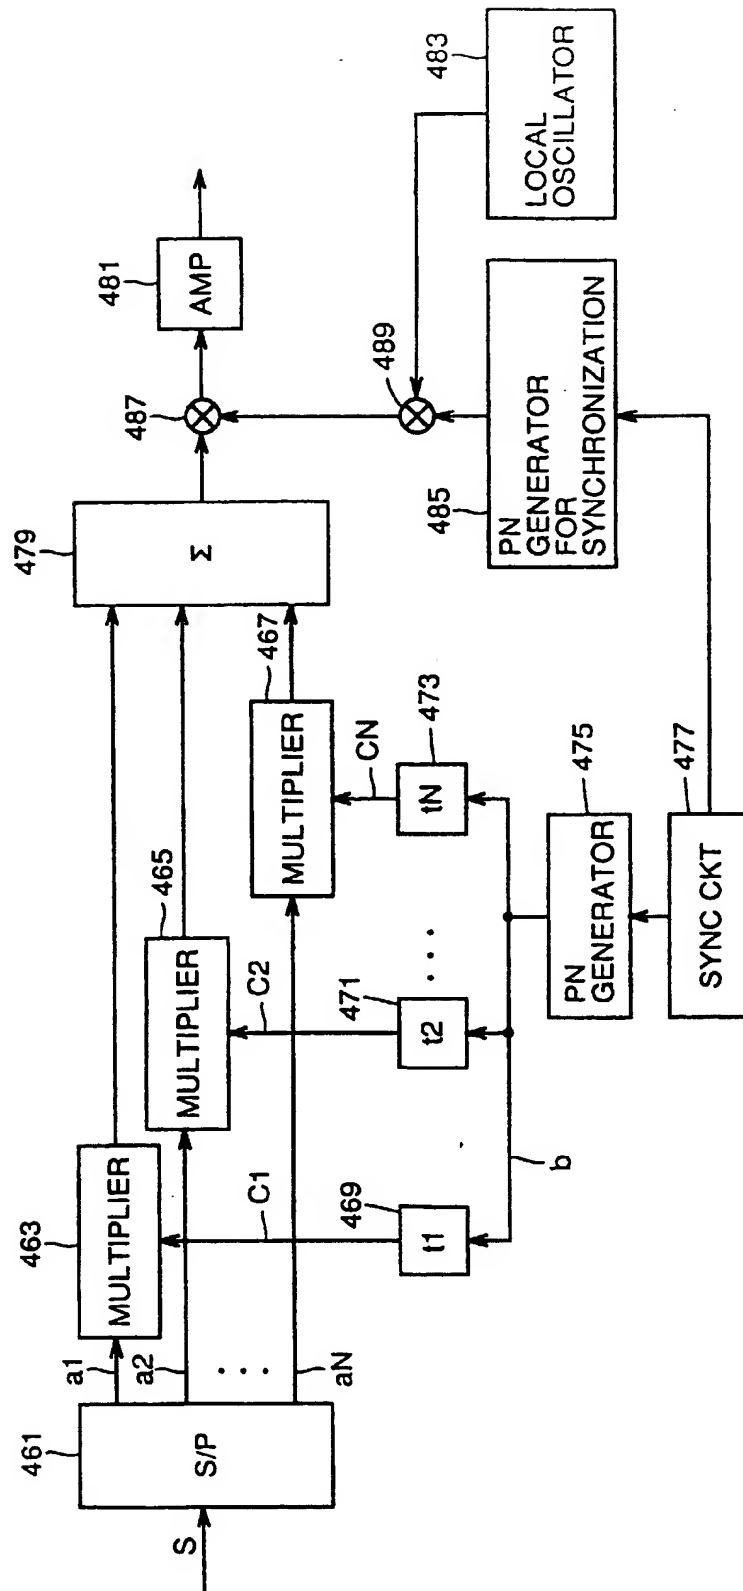 S
461
S/P
a1
a2
. . .
aN
463
MULTIPLIER
465
MULTIPLIER
467
MULTIPLIER
C1
C2
CN
469
t1
471
t2
. . .
473
tN
b
475
PN
GENERATOR
477
SYNC CKT
479
Σ
487
481
AMP
489
485
PN
GENERATOR
FOR
SYNCHRONIZATION
483
LOCAL
OSCILLATOR